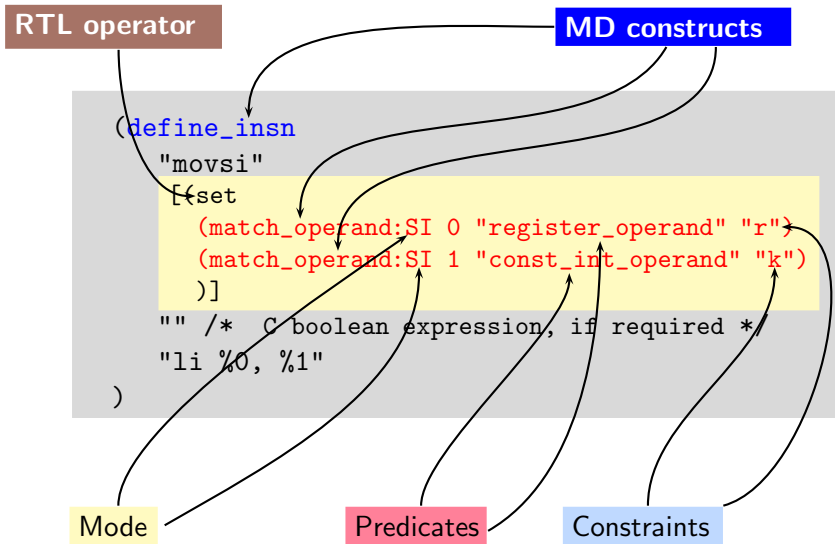 RTL operator
MD constructs
(define_insn
"movsi"
[(set
(match_operand:SI 0 "register_operand" "r")
(match_operand:SI 1 "const_int_operand" "k")
)]
"" /* C boolean expression, if required */
"li %0, %1"
)
Mode
Predicates
Constraints